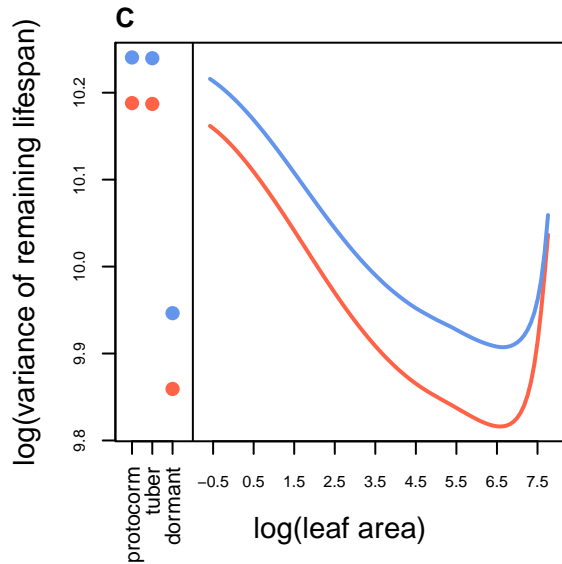 C
log(variance of remaining lifespan)
10.2
10.1
10.0
9.9
9.8
protocorm
tuber
dormant
−0.5 0.5 1.5 2.5 3.5 4.5 5.5 6.5 7.5
log(leaf area)